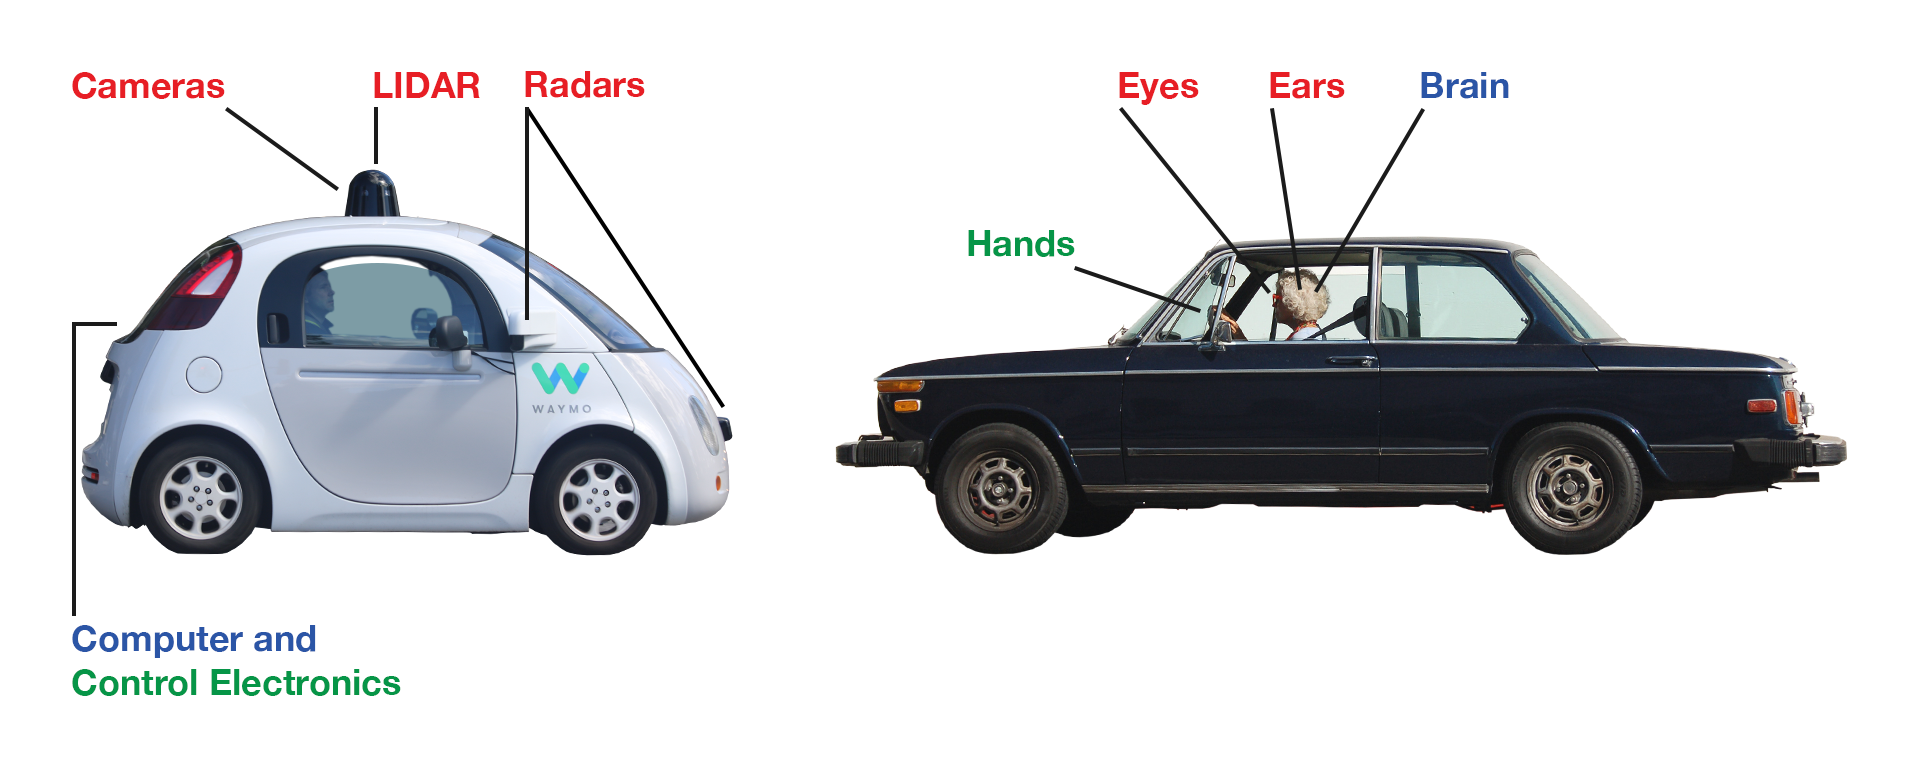 Cameras
LIDAR
Radars
Eyes
Ears
Brain
Hands
WAYMO
Computer and
Control Electronics